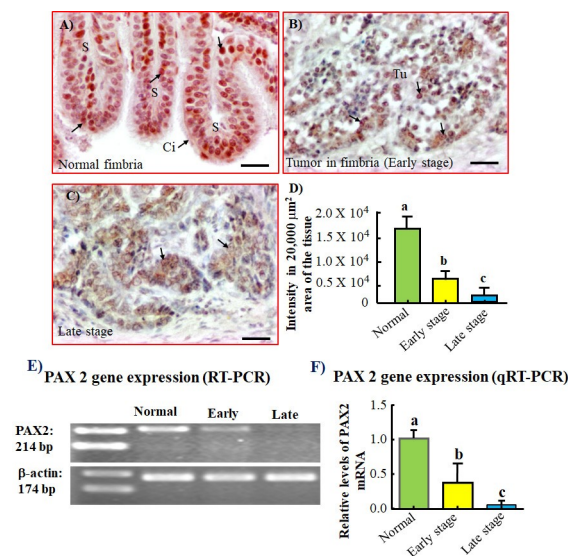 A)
S
S
S
Ci
Normal fimbria
B)
Tu
Tumor in fimbria (Early stage)
C)
Late stage
D)
Intensity in 20,000 µm²
area of the tissue
2.0 X 10⁴
1.5 X 10⁴
1.0 X 10⁴
0.5 X 10⁴
0
a
b
c
Normal
Early stage
Late stage
E)
PAX 2 gene expression (RT-PCR)
Normal Early Late
PAX2:
214 bp
β-actin:
174 bp
F)
PAX 2 gene expression (qRT-PCR)
Relative levels of PAX2
mRNA
1.5
1.0
0.5
0.0
a
b
c
Normal
Early stage
Late stage